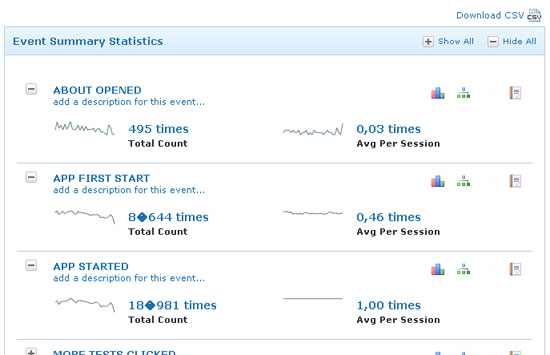 Download CSV
Event Summary Statistics Show All Hide All
ABOUT OPENED
add a description for this event...
495 times 0,03 times
Total Count Avg Per Session
APP FIRST START
add a description for this event...
8�644 times 0,46 times
Total Count Avg Per Session
APP STARTED
add a description for this event...
18�981 times 1,00 times
Total Count Avg Per Session
MORE TESTS CLICKED